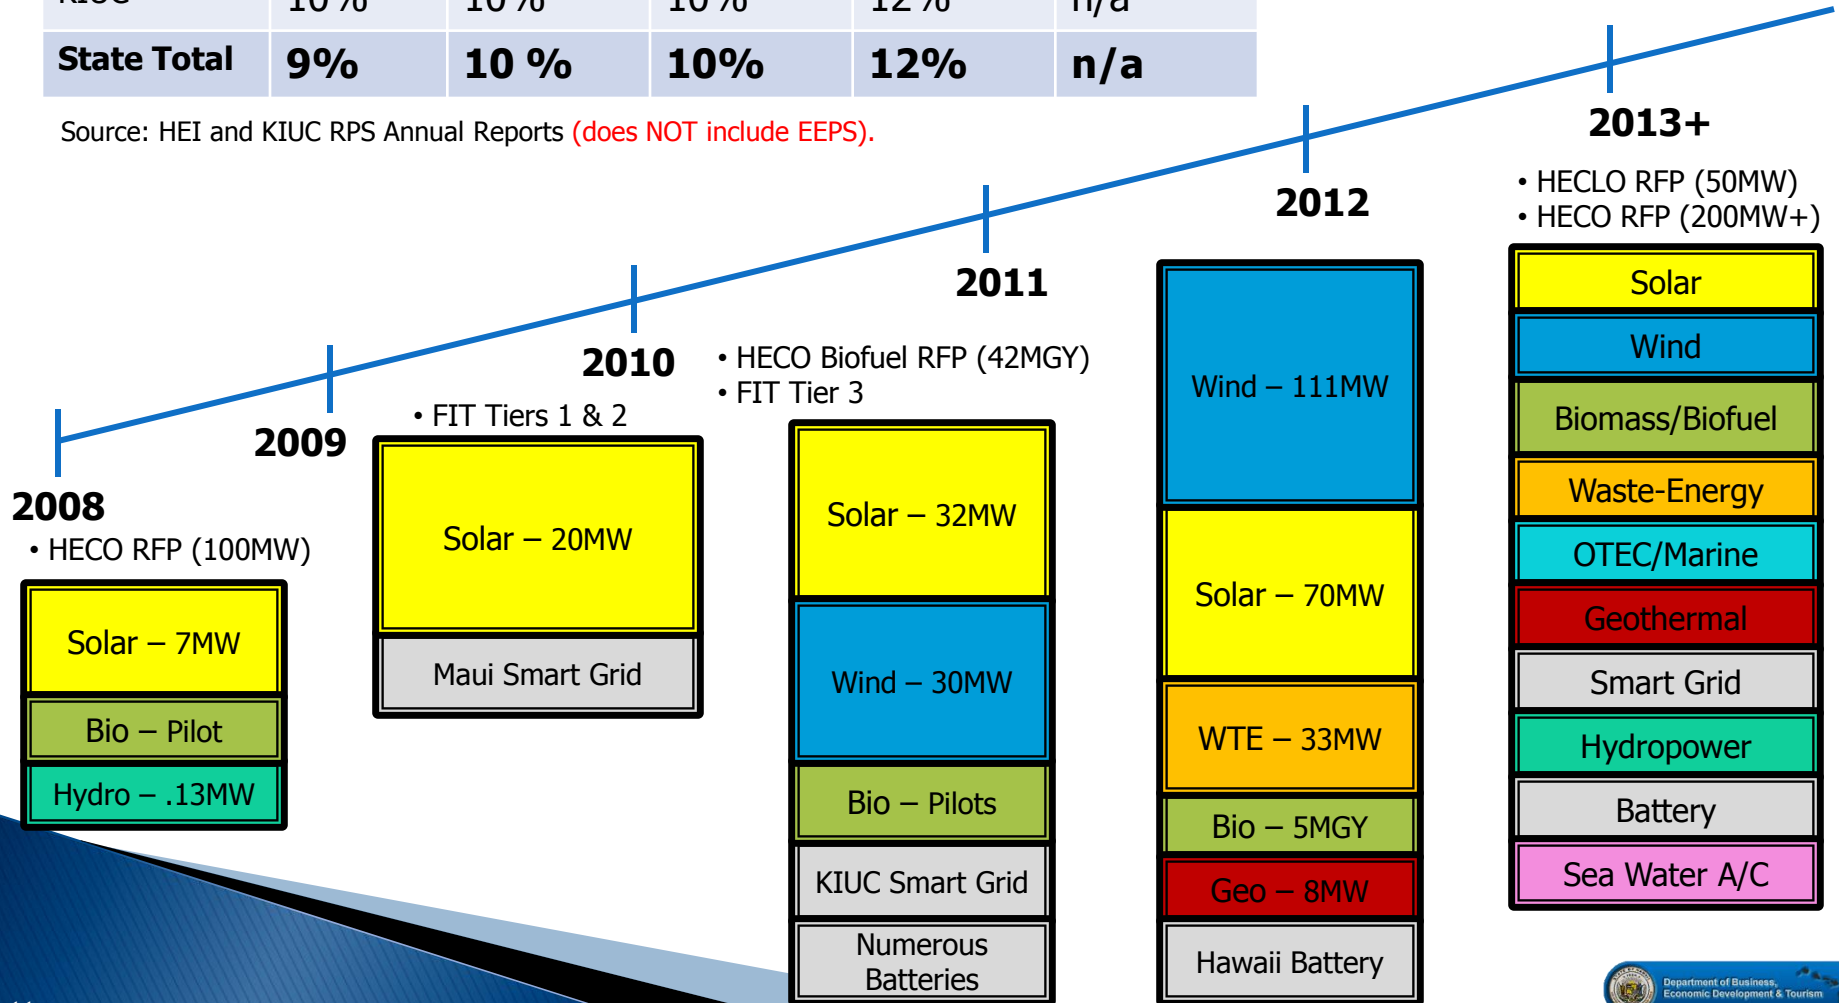 KIUC 10% 10% 10% 12% n/a
State Total 9% 10 % 10% 12% n/a
Source: HEI and KIUC RPS Annual Reports (does NOT include EEPS).
2008
• HECO RFP (100MW)
Solar – 7MW
Bio – Pilot
Hydro – .13MW
2009
2010
• FIT Tiers 1 & 2
Solar – 20MW
Maui Smart Grid
2011
• HECO Biofuel RFP (42MGY)
• FIT Tier 3
Solar – 32MW
Wind – 30MW
Bio – Pilots
KIUC Smart Grid
Numerous
Batteries
2012
Wind – 111MW
Solar – 70MW
WTE – 33MW
Bio – 5MGY
Geo – 8MW
Hawaii Battery
2013+
• HECLO RFP (50MW)
• HECO RFP (200MW+)
Solar
Wind
Biomass/Biofuel
Waste-Energy
OTEC/Marine
Geothermal
Smart Grid
Hydropower
Battery
Sea Water A/C
Department of Business,
Economic Development & Tourism